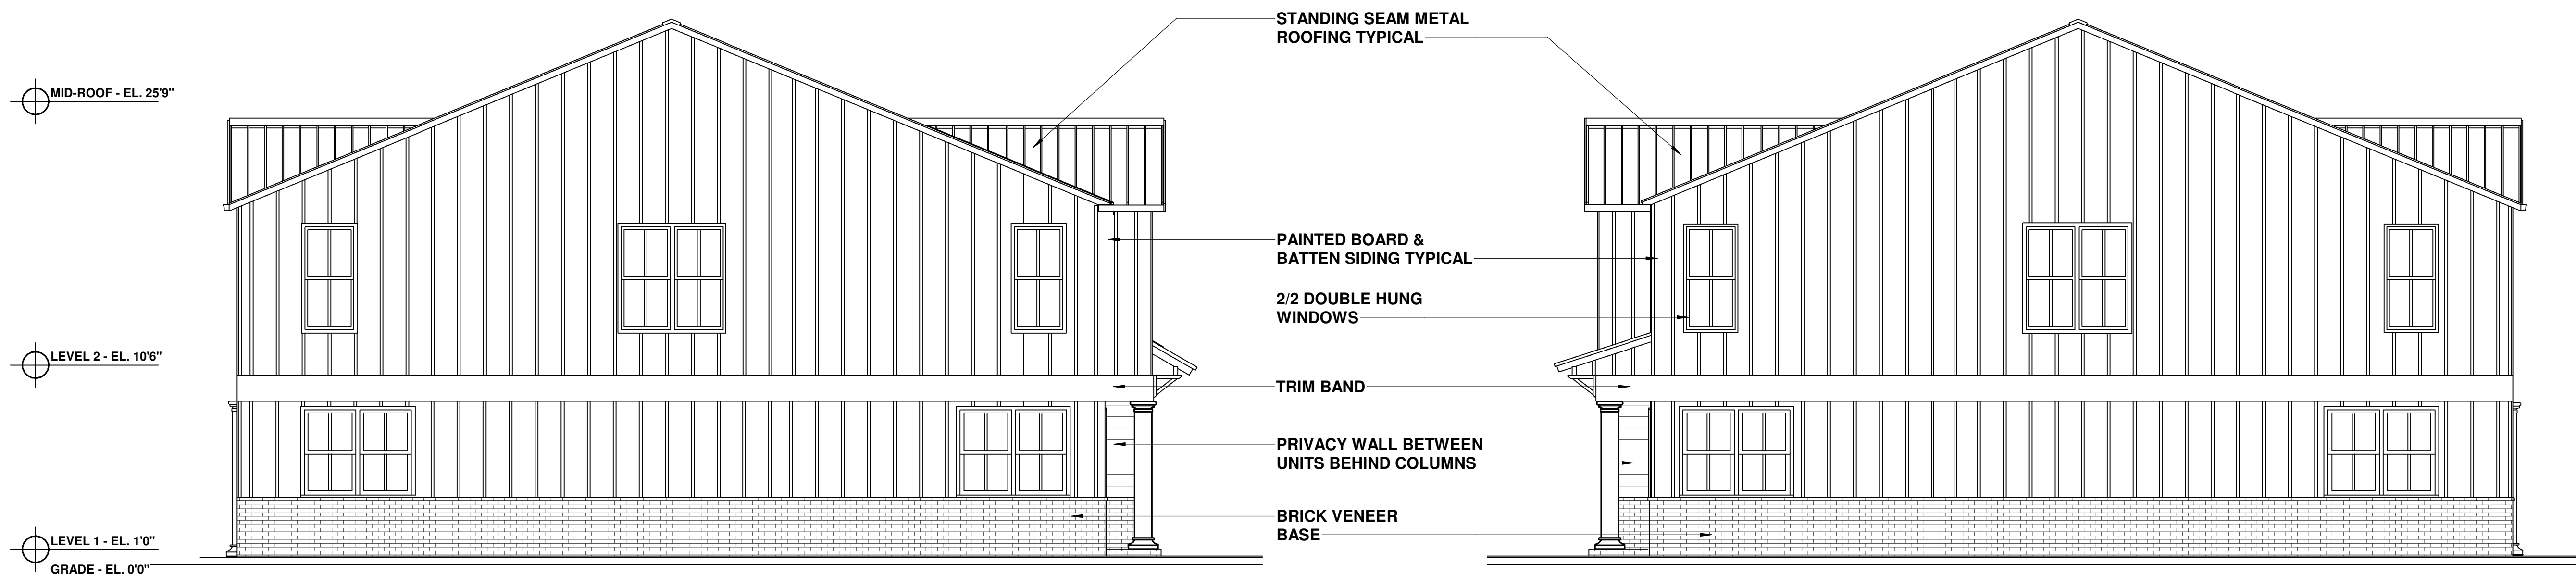 MID-ROOF - EL. 25'9"
LEVEL 2 - EL. 10'6"
LEVEL 1 - EL. 1'0"
GRADE - EL. 0'0"
STANDING SEAM METAL
ROOFING TYPICAL
PAINTED BOARD &
BATTEN SIDING TYPICAL
2/2 DOUBLE HUNG
WINDOWS
TRIM BAND
PRIVACY WALL BETWEEN
UNITS BEHIND COLUMNS
BRICK VENEER
BASE